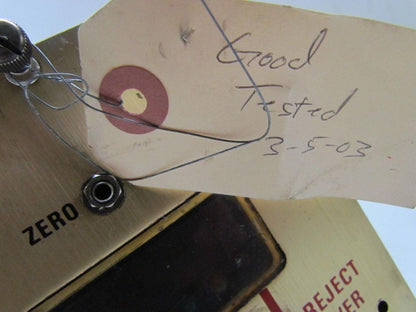 Good
Tested
3-5-03
ZERO
REJECT